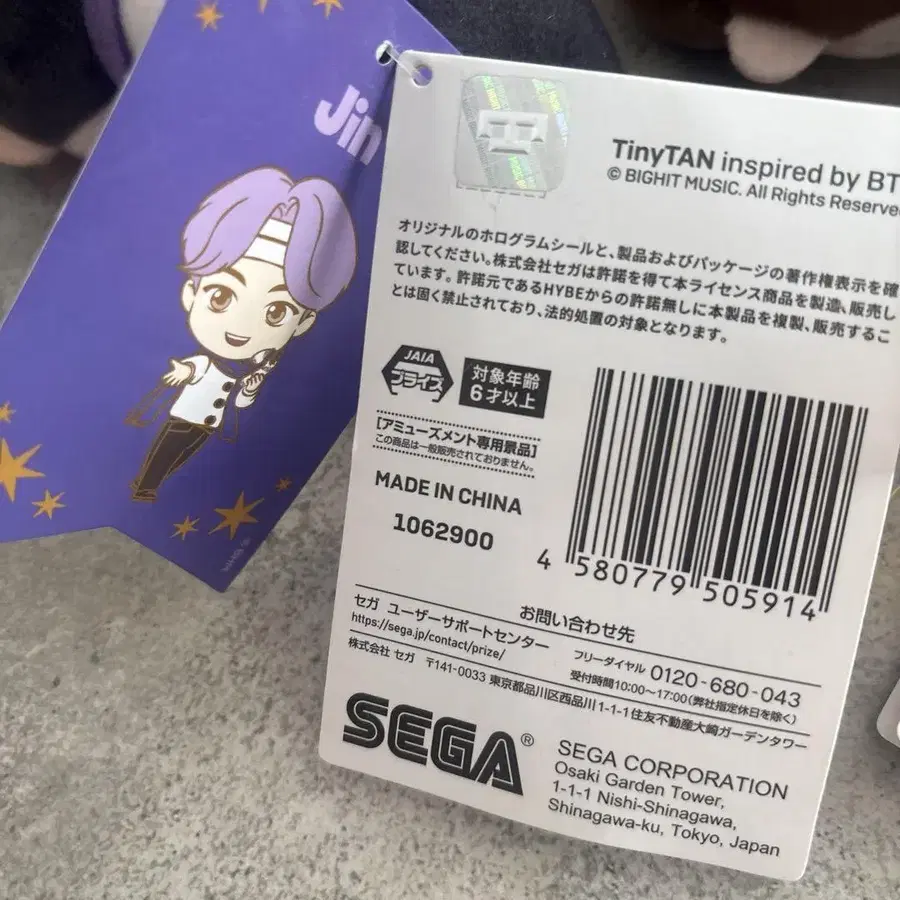 Jin
TinyTAN inspired by BT
© BIGHIT MUSIC. All Rights Reserve
オリジナルのホログラムシールと、製品およびパッケージの著作権表示を確
認してください。株式会社セガは許諾を得て本ライセンス商品を製造、販売し
ています。許諾元であるHYBEからの許諾無しに本製品を複製、販売するこ
とは固く禁止されており、法的処置の対象となります。
JAIA
プライズ
対象年齢
6才以上
[アミューズメント専用景品]
この商品は一般販売されておりません。
MADE IN CHINA
1062900
4 580779 505914
お問い合わせ先
セガ ユーザーサポートセンター
https://sega.jp/contact/prize/
フリーダイヤル 0120-680-043
受付時間10:00~17:00(弊社指定休日を除く)
株式会社 セガ 〒141-0033 東京都品川区西品川1-1-1住友不動産大崎ガーデンタワー
SEGA®
SEGA CORPORATION
Osaki Garden Tower,
1-1-1 Nishi-Shinagawa,
Shinagawa-ku, Tokyo, Japan